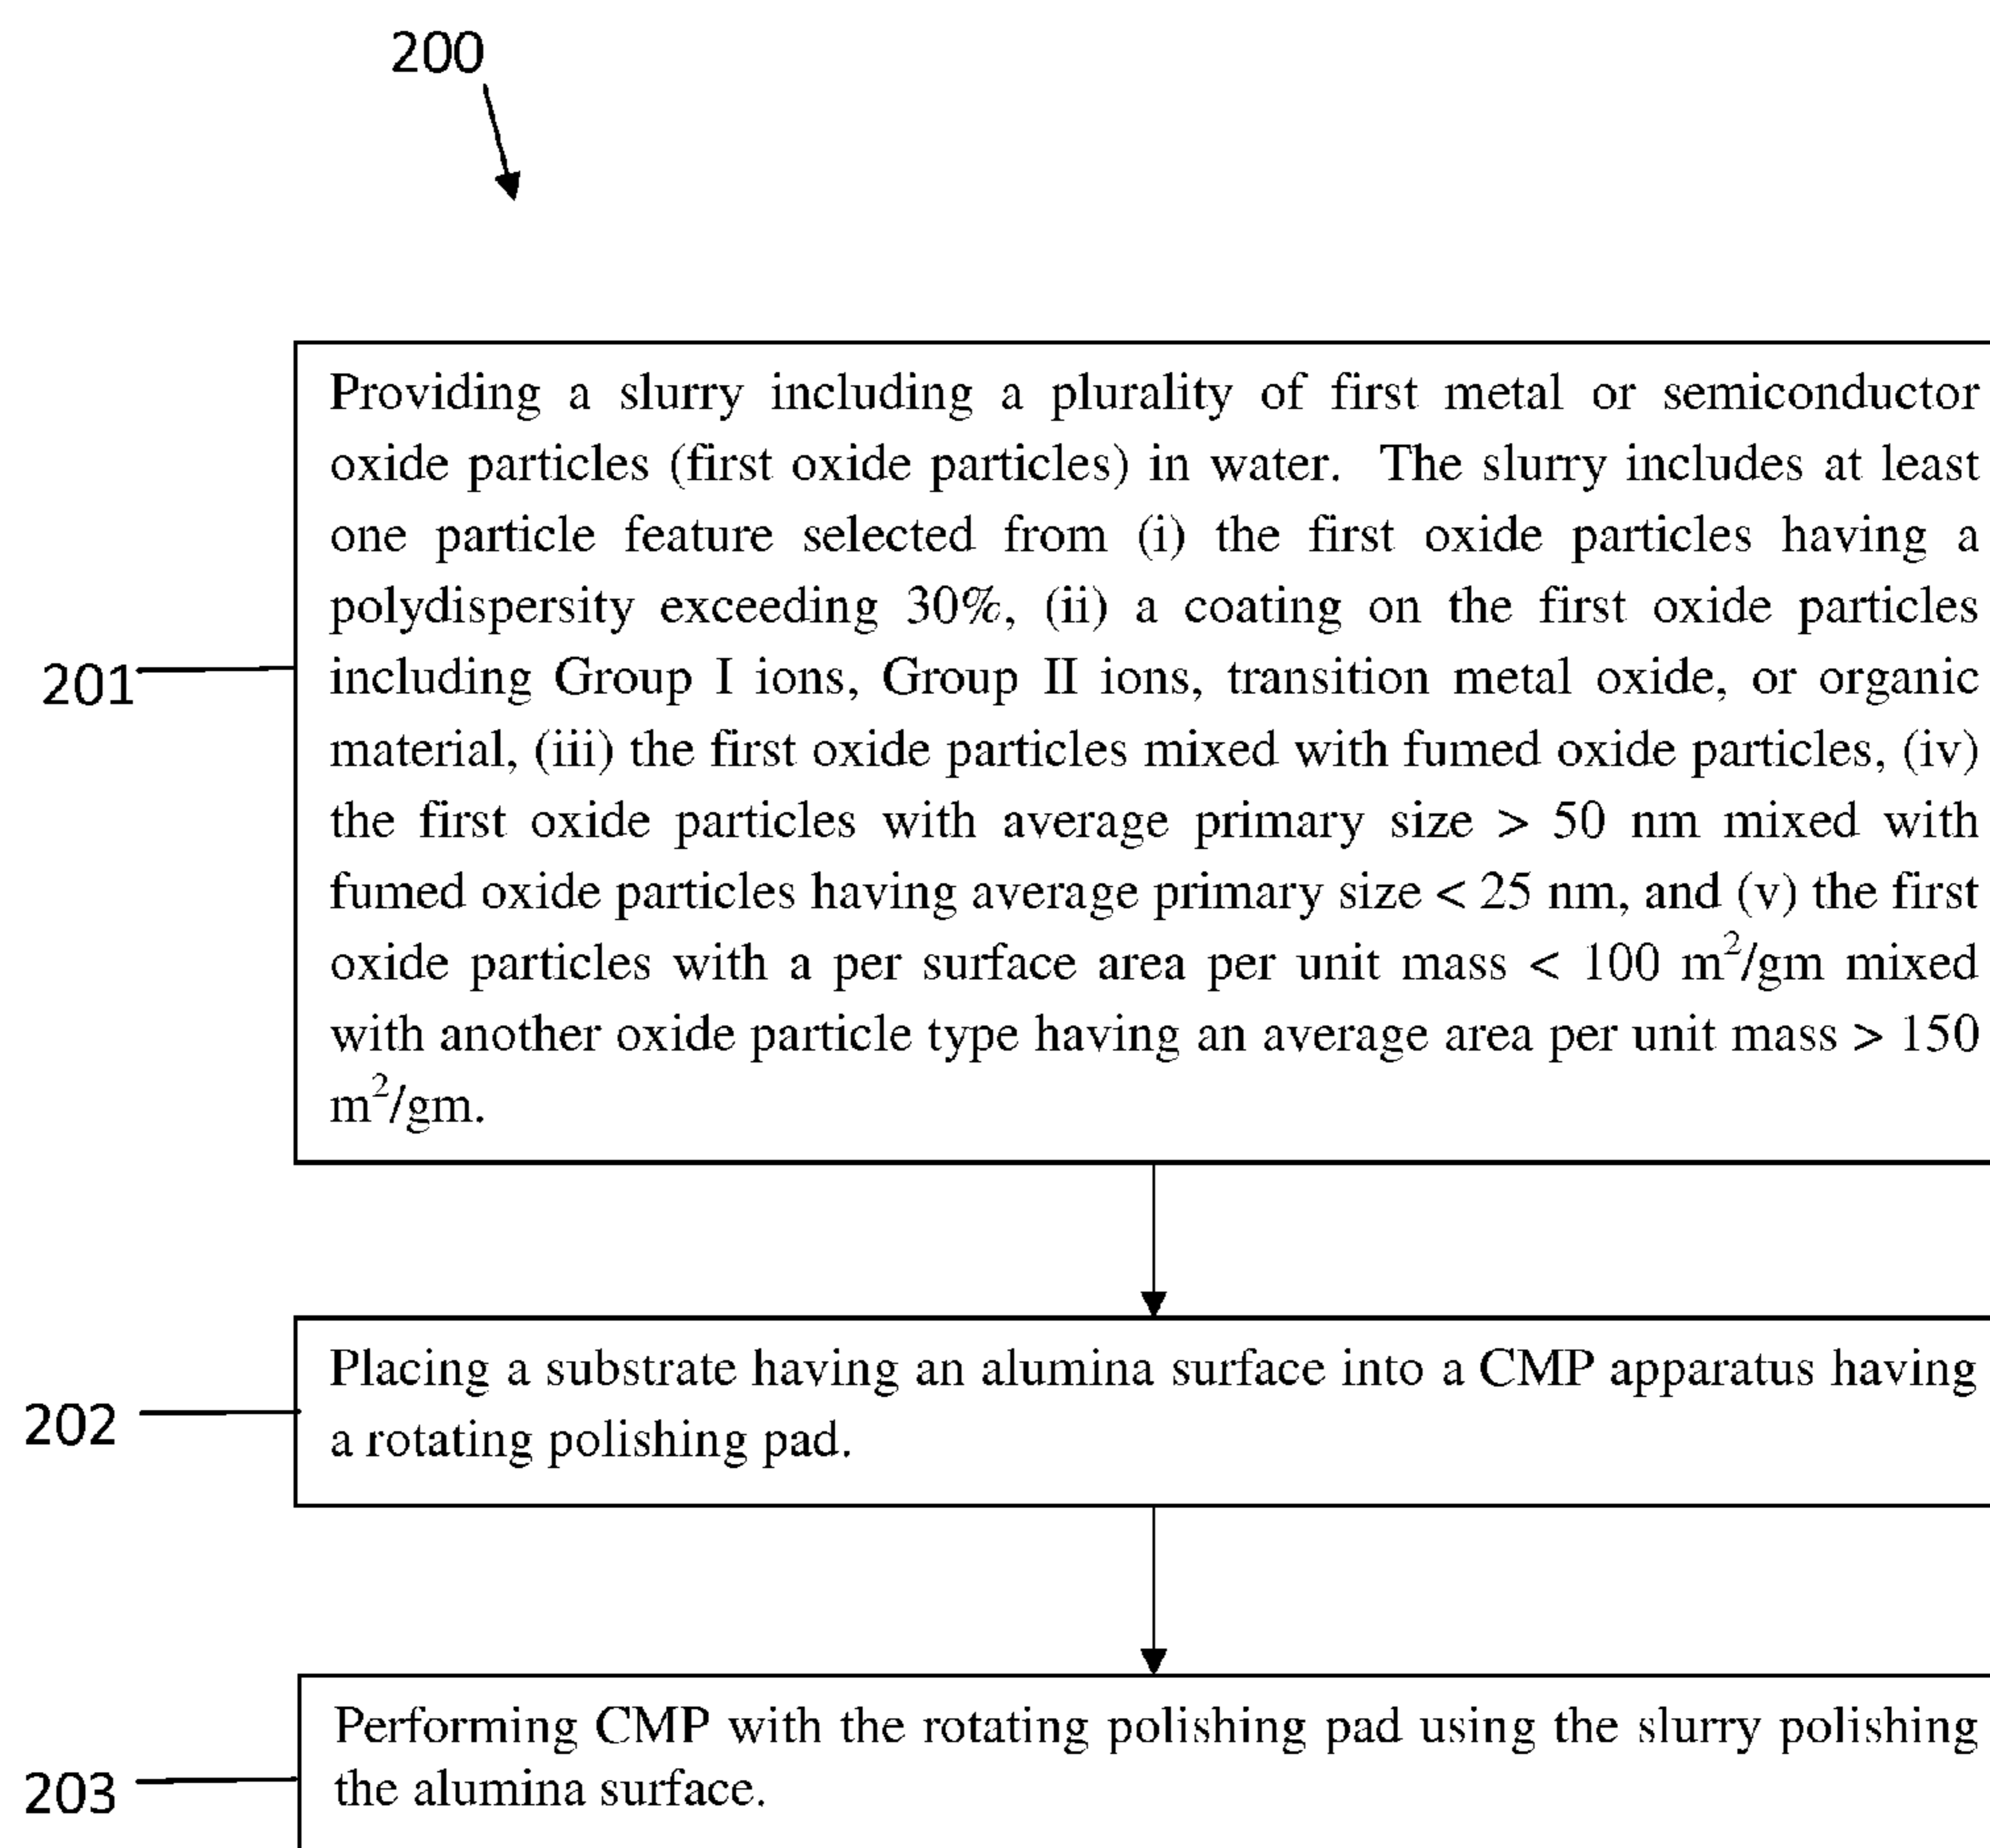 200
Providing a slurry including a plurality of first metal or semiconductor
oxide particles (first oxide particles) in water. The slurry includes at least
one particle feature selected from (i) the first oxide particles having a
polydispersity exceeding 30%, (ii) a coating on the first oxide particles
including Group I ions, Group II ions, transition metal oxide, or organic
material, (iii) the first oxide particles mixed with fumed oxide particles, (iv)
the first oxide particles with average primary size > 50 nm mixed with
fumed oxide particles having average primary size < 25 nm, and (v) the first
oxide particles with a per surface area per unit mass < 100 m²/gm mixed
with another oxide particle type having an average area per unit mass > 150
m²/gm.
201
Placing a substrate having an alumina surface into a CMP apparatus having
a rotating polishing pad.
202
Performing CMP with the rotating polishing pad using the slurry polishing
the alumina surface.
203